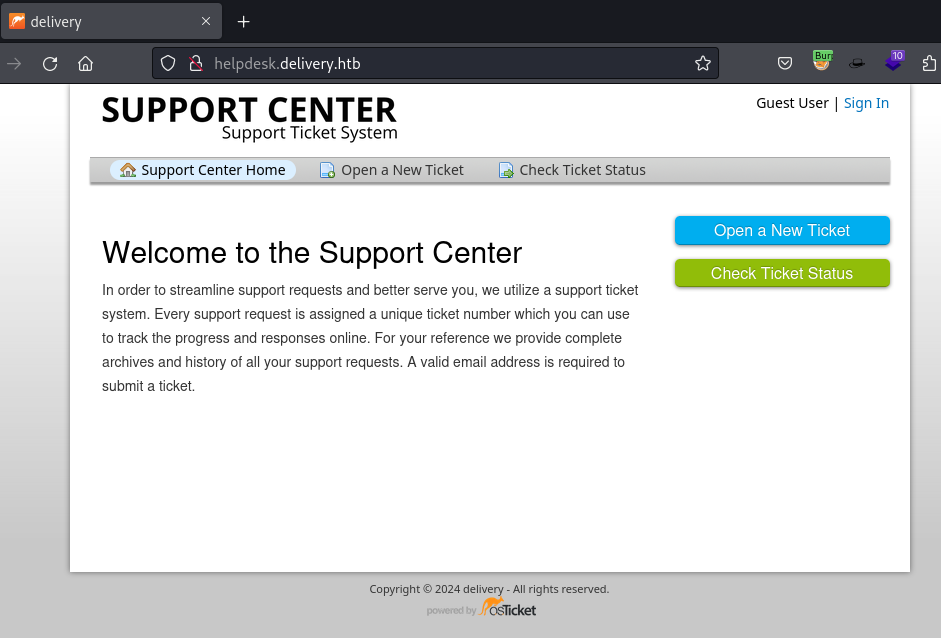 delivery
helpdesk.delivery.htb
Burp
10
SUPPORT CENTER
Support Ticket System
Guest User | Sign In
Support Center Home
Open a New Ticket
Check Ticket Status
Welcome to the Support Center
In order to streamline support requests and better serve you, we utilize a support ticket
system. Every support request is assigned a unique ticket number which you can use
to track the progress and responses online. For your reference we provide complete
archives and history of all your support requests. A valid email address is required to
submit a ticket.
Open a New Ticket
Check Ticket Status
Copyright © 2024 delivery - All rights reserved.
powered by osTicket